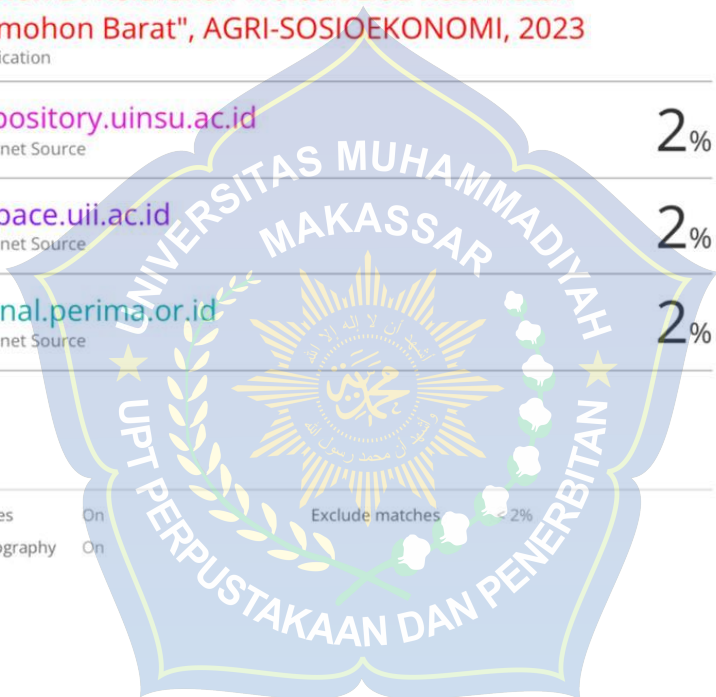 mohon Barat", AGRI-SOSIOEKONOMI, 2023
ication
ository.uinsu.ac.id
net Source
2%
pace.uii.ac.id
net Source
2%
nal.perima.or.id
net Source
2%
UNIVERSITAS MUHAMMADIYAH
MAKASSAR
UPT PERPUSTAKAAN DAN PENERBITAN
es On Exclude matches < 2%
ography On